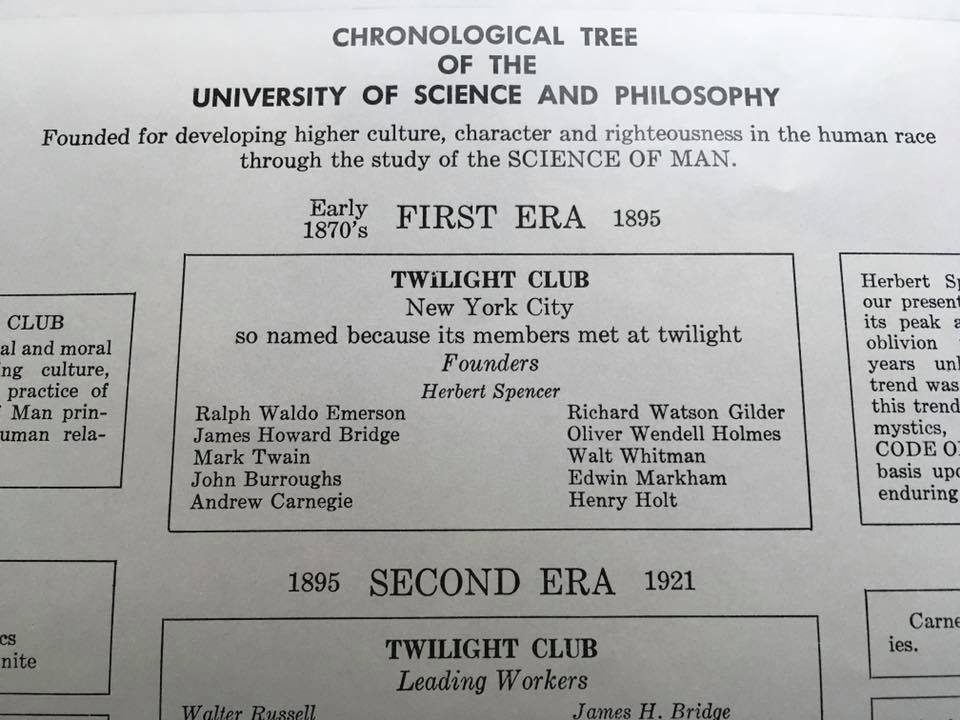 CHRONOLOGICAL TREE
OF THE
UNIVERSITY OF SCIENCE AND PHILOSOPHY
Founded for developing higher culture, character and righteousness in the human race
through the study of the SCIENCE OF MAN.
Early
1870's FIRST ERA 1895
TWiLIGHT CLUB
New York City
so named because its members met at twilight
Founders
Herbert Spencer
Ralph Waldo Emerson
James Howard Bridge
Mark Twain
John Burroughs
Andrew Carnegie
Richard Watson Gilder
Oliver Wendell Holmes
Walt Whitman
Edwin Markham
Henry Holt
CLUB
al and moral
ng culture,
practice of
Man prin-
uman rela-
Herbert Sp
our present
its peak a
oblivion
years unl
trend was
this trend
mystics,
CODE O
basis upo
enduring
1895 SECOND ERA 1921
TWILIGHT CLUB
Leading Workers
Walter Russell
James H. Bridge
cs
nite
Carne
ies.